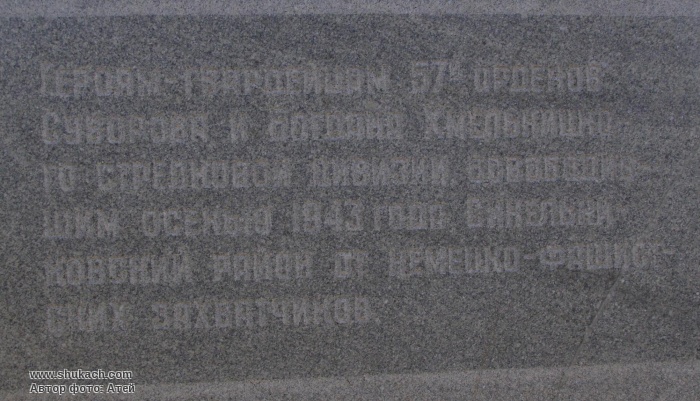 Героям-гвардейцам 57й орденов
Суворова и Богдана Хмельницко-
го стрелковой дивизии, освободив-
шим осенью 1943 года Синельни-
ковский район от немецко-фашист-
ских захватчиков.
www.shukach.com
Автор фото: Атей